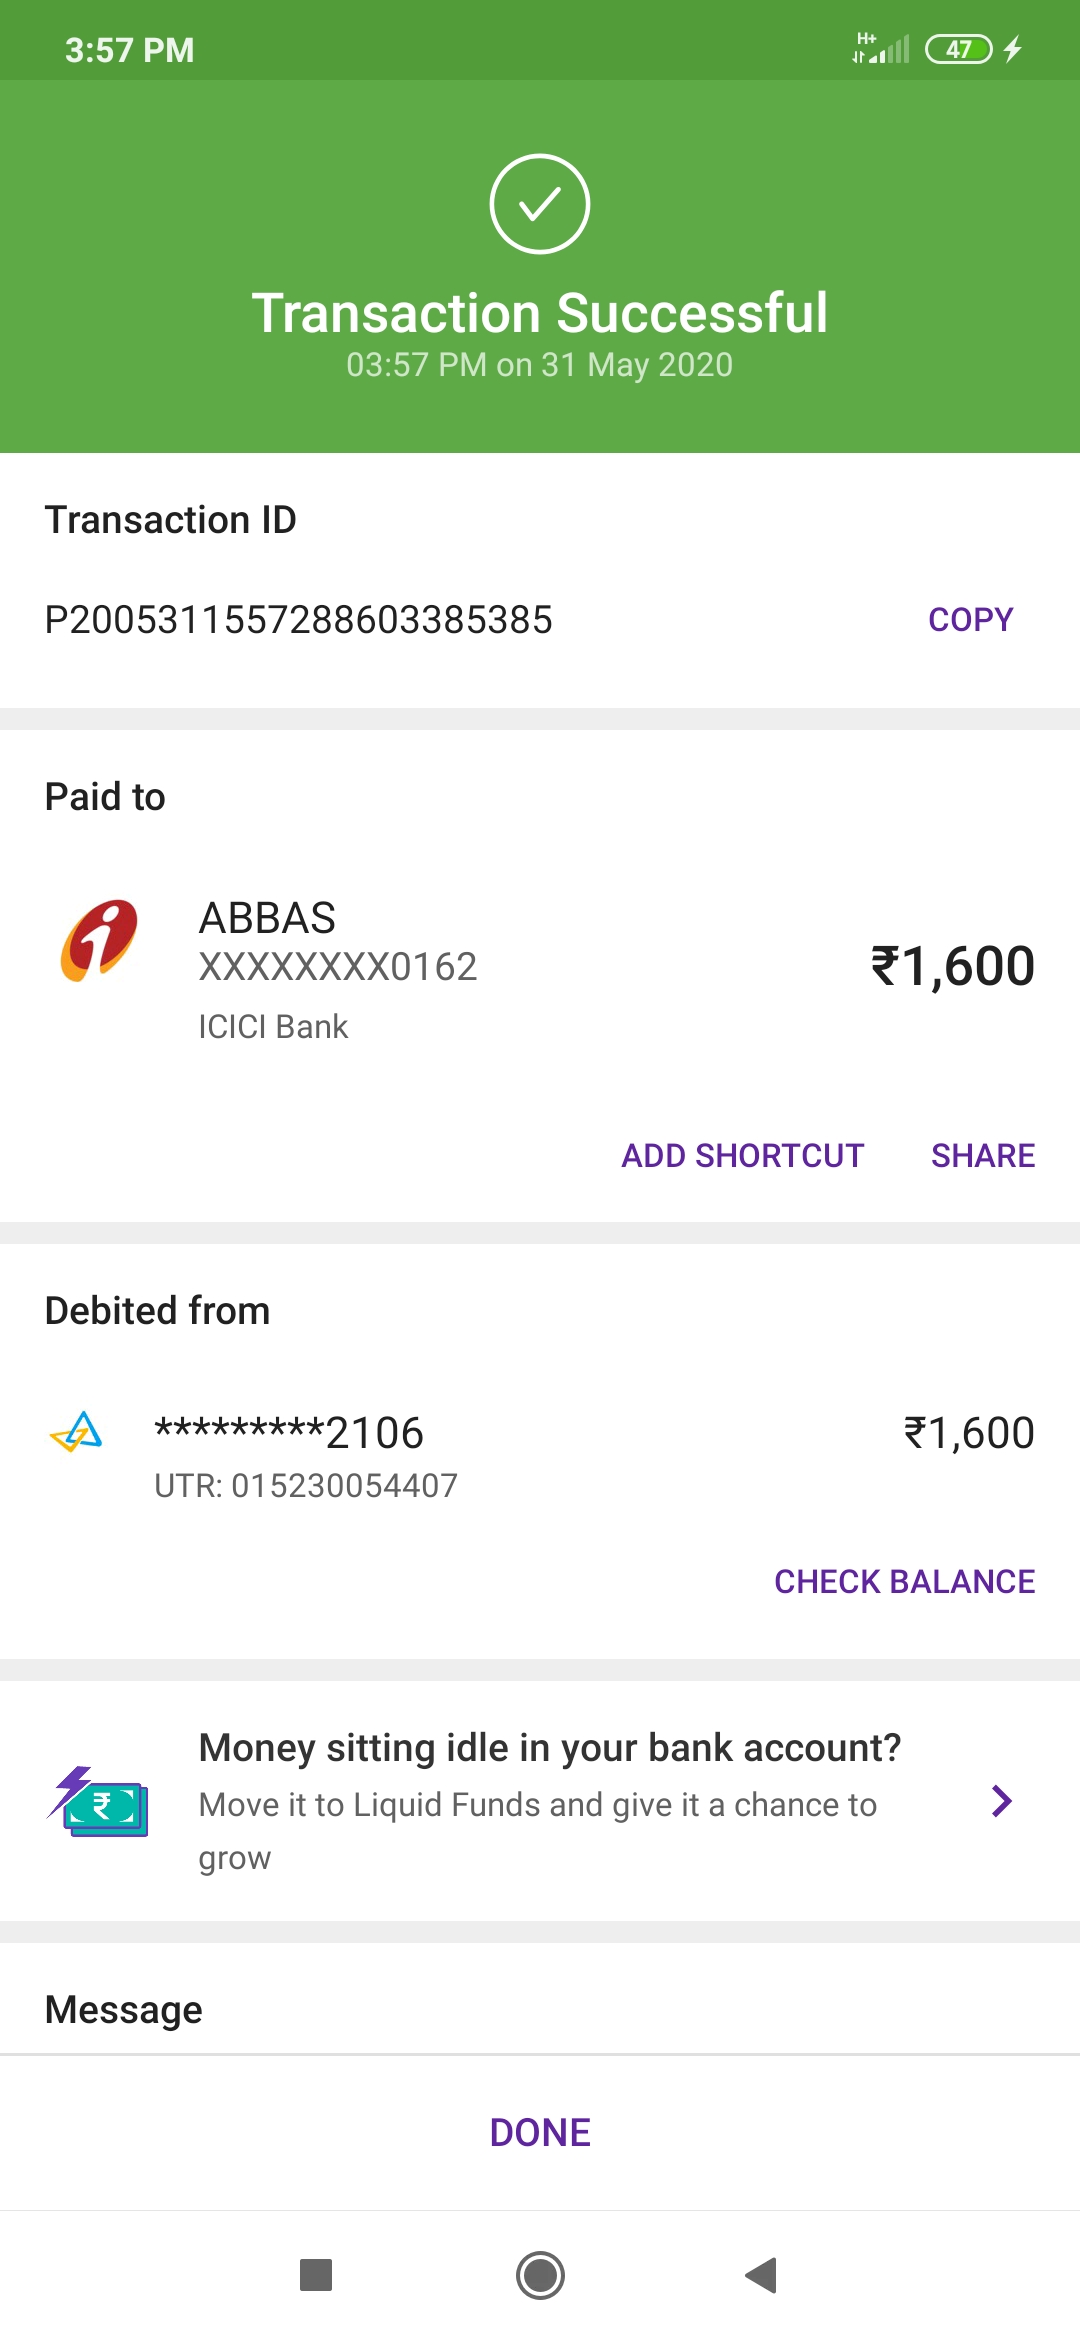 3:57 PM H+ 47
Transaction Successful
03:57 PM on 31 May 2020
Transaction ID
P2005311557288603385385 COPY
Paid to
ABBAS
XXXXXXXX0162 ₹1,600
ICICI Bank
ADD SHORTCUT SHARE
Debited from
*********2106 ₹1,600
UTR: 015230054407
CHECK BALANCE
Money sitting idle in your bank account?
Move it to Liquid Funds and give it a chance to
grow
Message
DONE